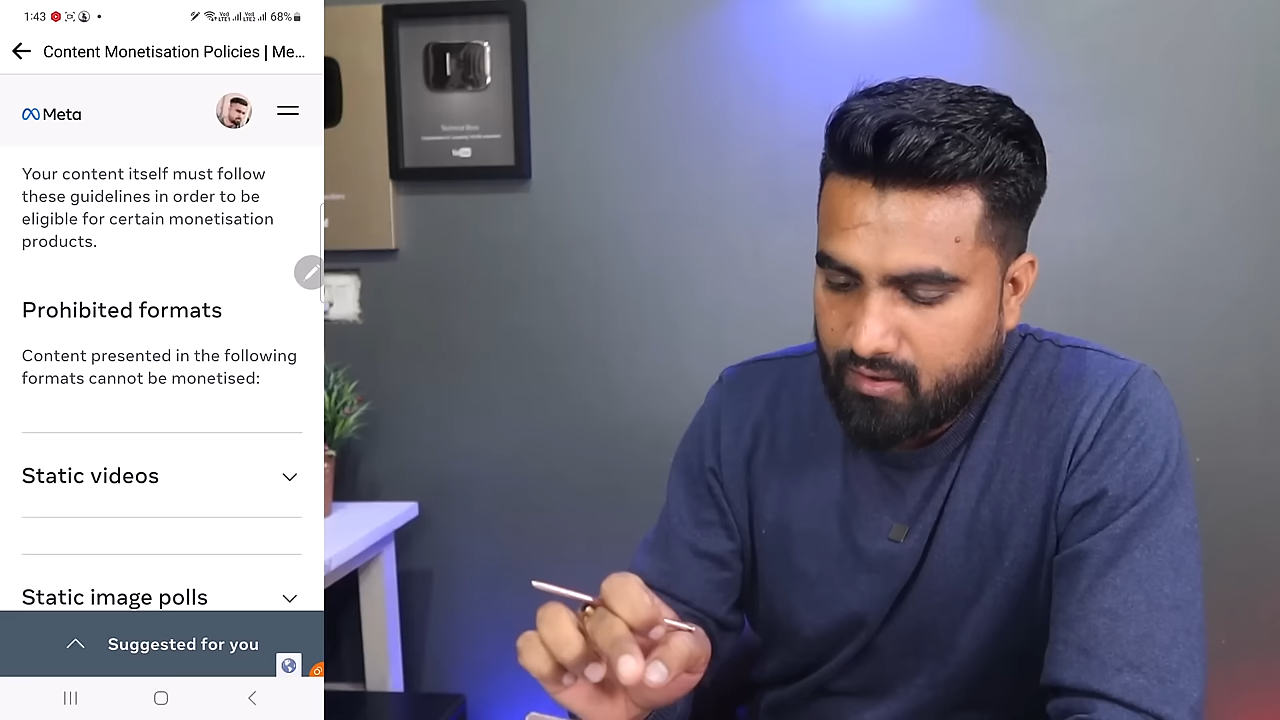 1:43
68%
Content Monetisation Policies | Me...
Meta
Your content itself must follow
these guidelines in order to be
eligible for certain monetisation
products.
Prohibited formats
Content presented in the following
formats cannot be monetised:
Static videos
Static image polls
Suggested for you